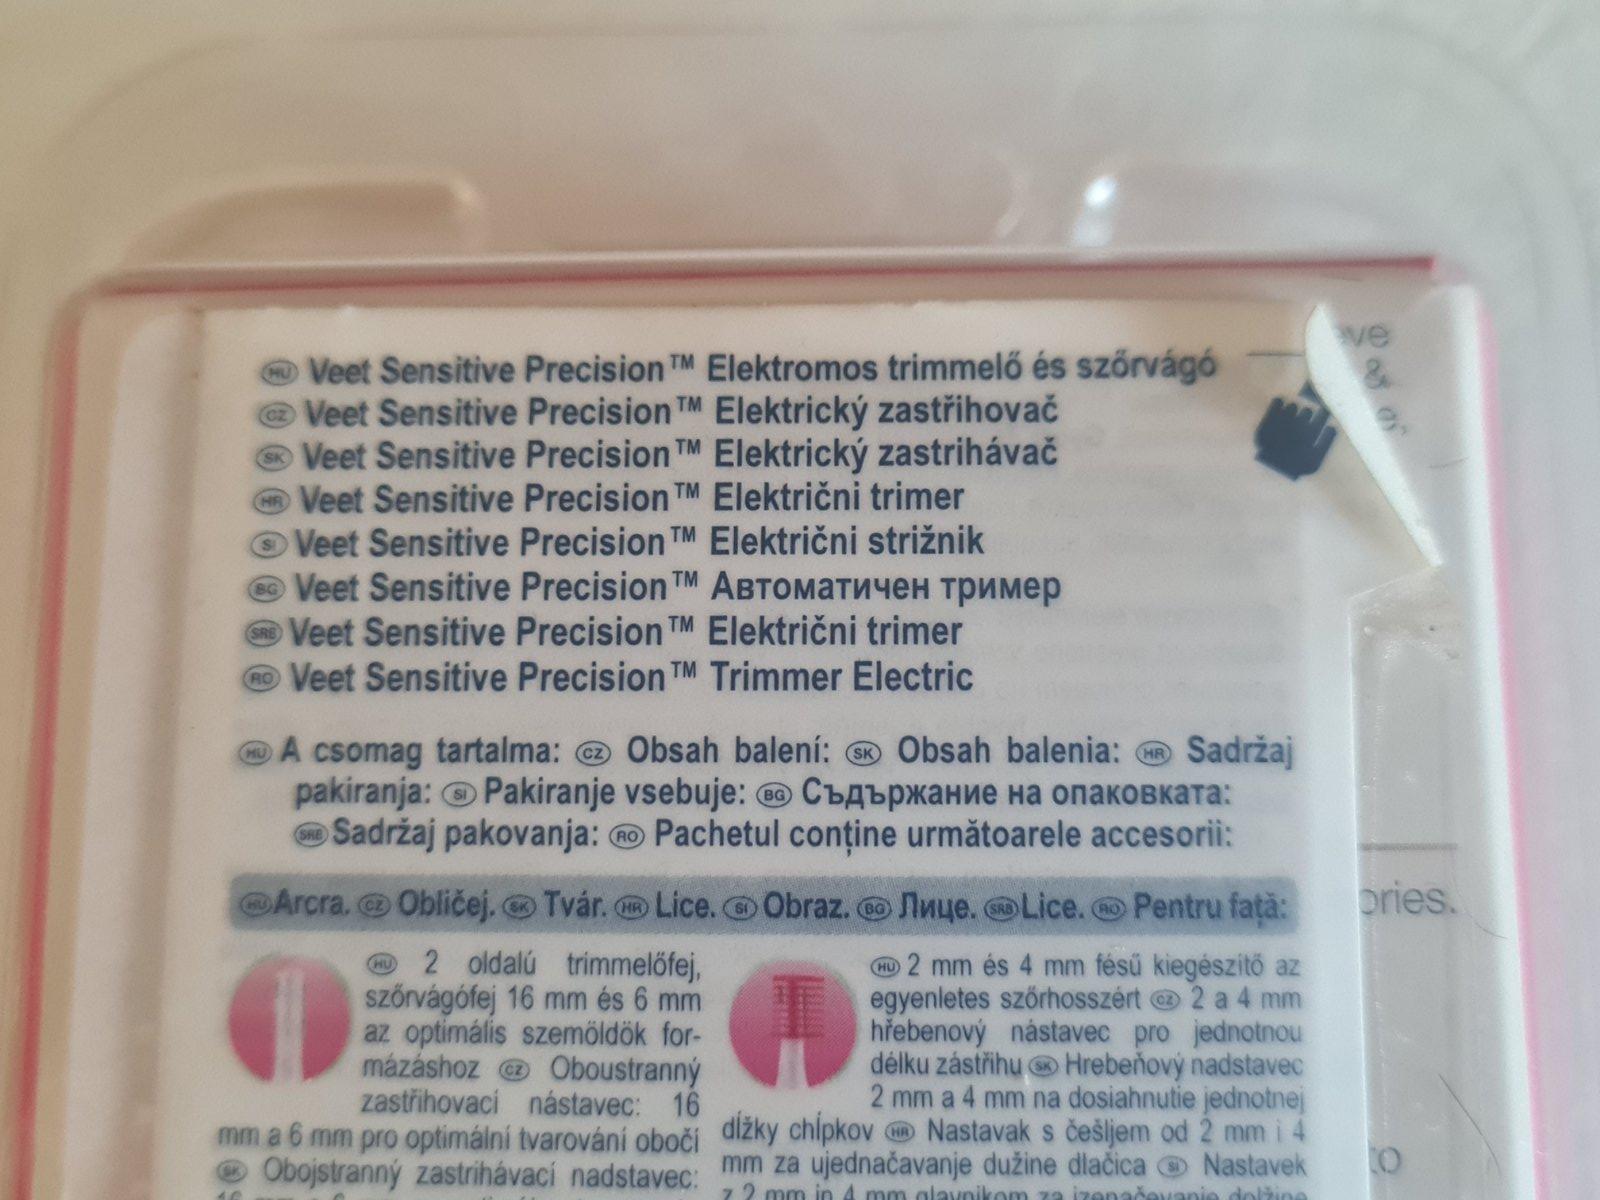 HU Veet Sensitive Precision™ Elektromos trimmelő és szőrvágó
CZ Veet Sensitive Precision™ Elektrický zastřihovač
SK Veet Sensitive Precision™ Elektrický zastrihávač
HR Veet Sensitive Precision™ Električni trimer
SI Veet Sensitive Precision™ Električni strižnik
BG Veet Sensitive Precision™ Автоматичен тример
SRB Veet Sensitive Precision™ Električni trimer
RO Veet Sensitive Precision™ Trimmer Electric
HU A csomag tartalma: CZ Obsah balení: SK Obsah balenia: HR Sadržaj
pakiranja: SI Pakiranje vsebuje: BG Съдържание на опаковката:
SRB Sadržaj pakovanja: RO Pachetul conține următoarele accesorii:
HU Arcra. CZ Obličej. SK Tvár. HR Lice. SI Obraz. BG Лице. SRB Lice. RO Pentru față:
HU 2 oldalú trimmelőfej,
szőrvágófej 16 mm és 6 mm
az optimális szemöldök for-
mázáshoz CZ Oboustranný
zastřihovací nástavec: 16
mm a 6 mm pro optimální tvarování obočí
SK Obojstranný zastrihávací nadstavec:
HU 2 mm és 4 mm fésű kiegészítő az
egyenletes szőrhosszért CZ 2 a 4 mm
hřebenový nástavec pro jednotnou
délku zástřihu SK Hrebeňový nadstavec
2 mm a 4 mm na dosiahnutie jednotnej
dĺžky chĺpkov HR Nastavak s češljem od 2 mm i 4
mm za ujednačavanje dužine dlačica SI Nastavek
z 2 mm in 4 mm glavnikom za izenačevanje dolžine
&
ories.